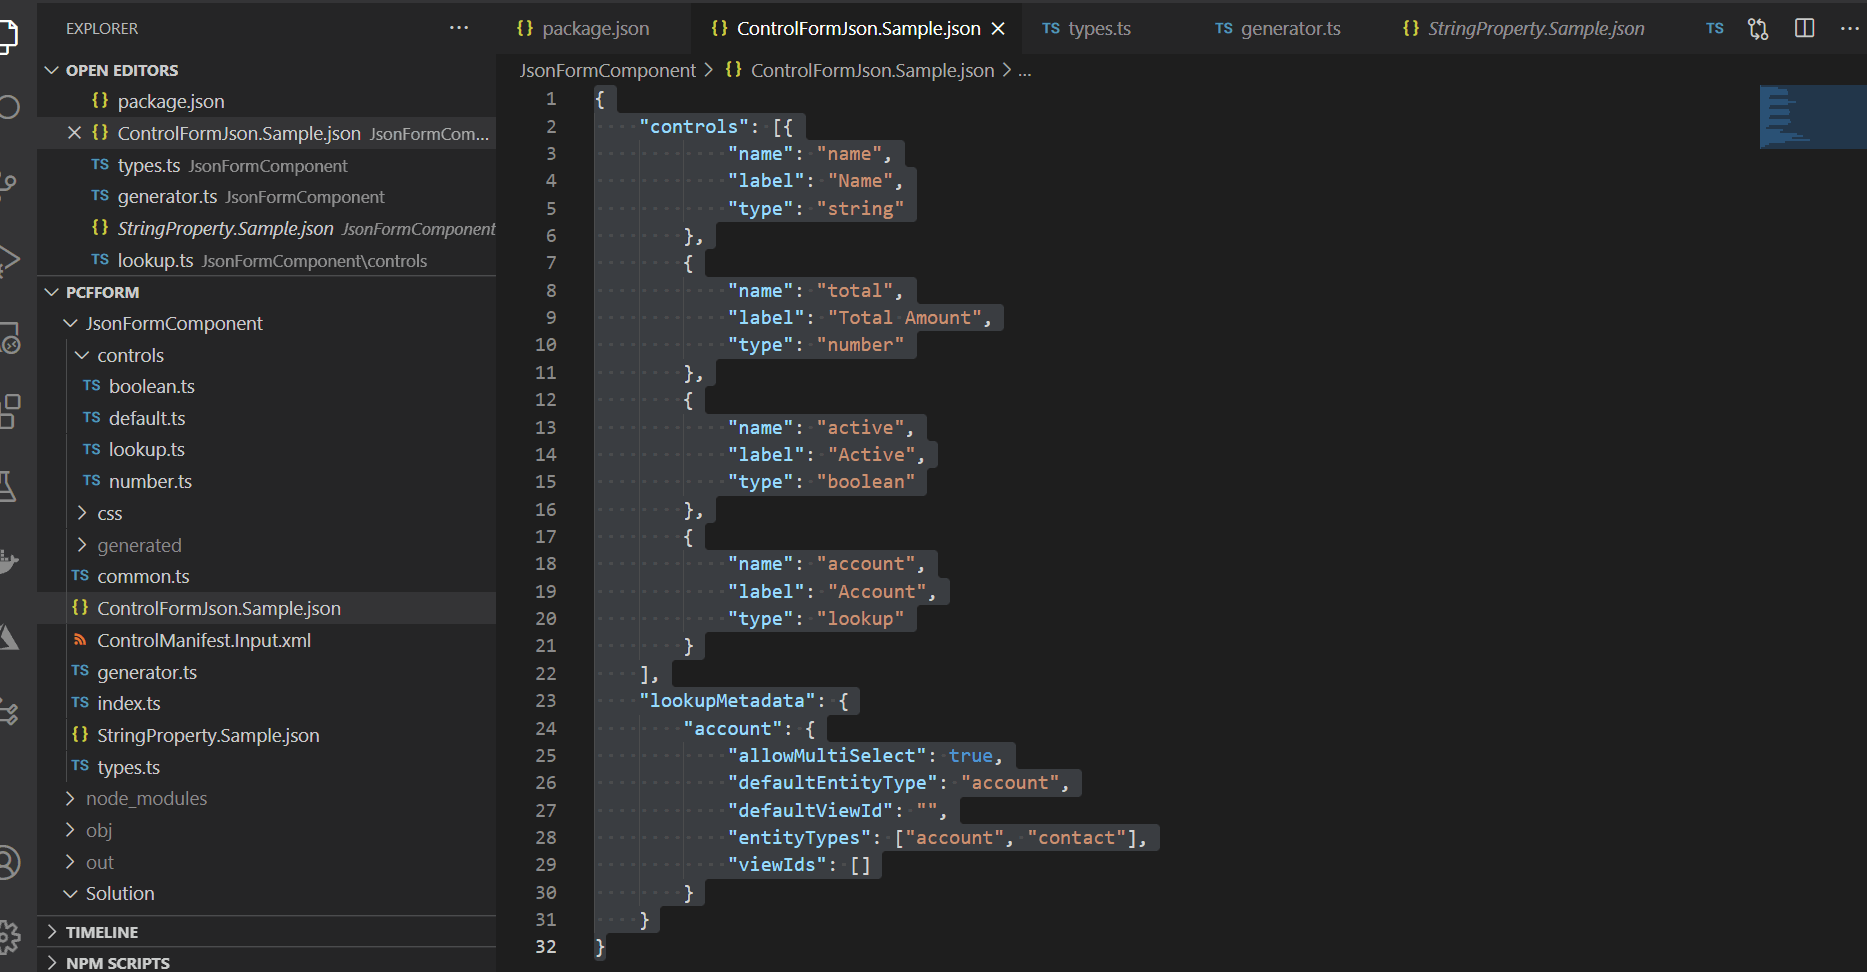 EXPLORER
OPEN EDITORS
{} package.json
{} ControlFormJson.Sample.json JsonFormCom...
TS types.ts JsonFormComponent
TS generator.ts JsonFormComponent
{} StringProperty.Sample.json JsonFormComponent
TS lookup.ts JsonFormComponent\controls
PCFFORM
JsonFormComponent
controls
TS boolean.ts
TS default.ts
TS lookup.ts
TS number.ts
css
generated
TS common.ts
{} ControlFormJson.Sample.json
ControlManifest.Input.xml
TS generator.ts
TS index.ts
{} StringProperty.Sample.json
TS types.ts
node_modules
obj
out
Solution
TIMELINE
NPM SCRIPTS
{} package.json {} ControlFormJson.Sample.json TS types.ts TS generator.ts {} StringProperty.Sample.json TS
JsonFormComponent > {} ControlFormJson.Sample.json > ...
1 {
2 "controls": [{
3 "name": "name",
4 "label": "Name",
5 "type": "string"
6 },
7 {
8 "name": "total",
9 "label": "Total Amount",
10 "type": "number"
11 },
12 {
13 "name": "active",
14 "label": "Active",
15 "type": "boolean"
16 },
17 {
18 "name": "account",
19 "label": "Account",
20 "type": "lookup"
21 }
22 ],
23 "lookupMetadata": {
24 "account": {
25 "allowMultiSelect": true,
26 "defaultEntityType": "account",
27 "defaultViewId": "",
28 "entityTypes": ["account", "contact"],
29 "viewIds": []
30 }
31 }
32 }